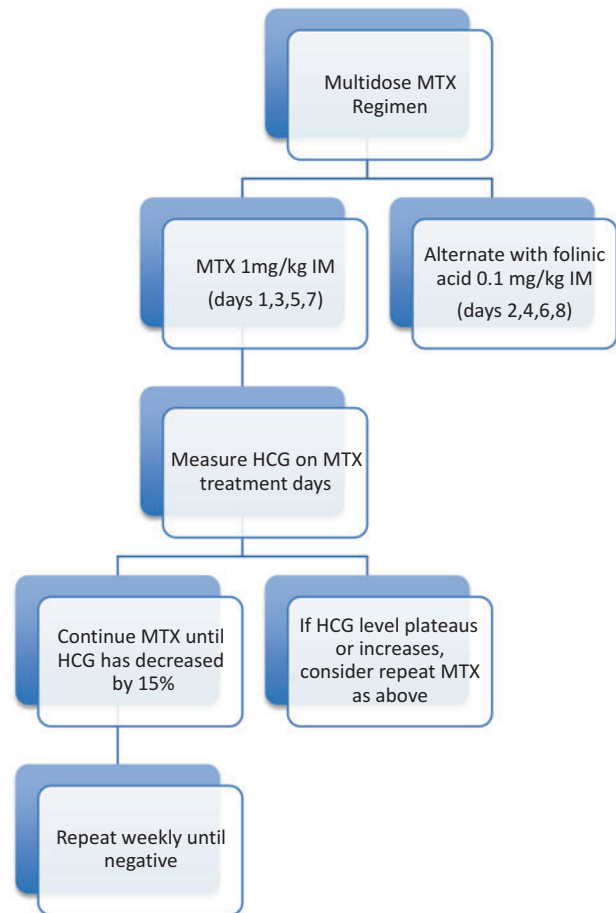 Multidose MTX
Regimen
MTX 1mg/kg IM
(days 1,3,5,7)
Alternate with folinic
acid 0.1 mg/kg IM
(days 2,4,6,8)
Measure HCG on MTX
treatment days
Continue MTX until
HCG has decreased
by 15%
If HCG level plateaus
or increases,
consider repeat MTX
as above
Repeat weekly until
negative